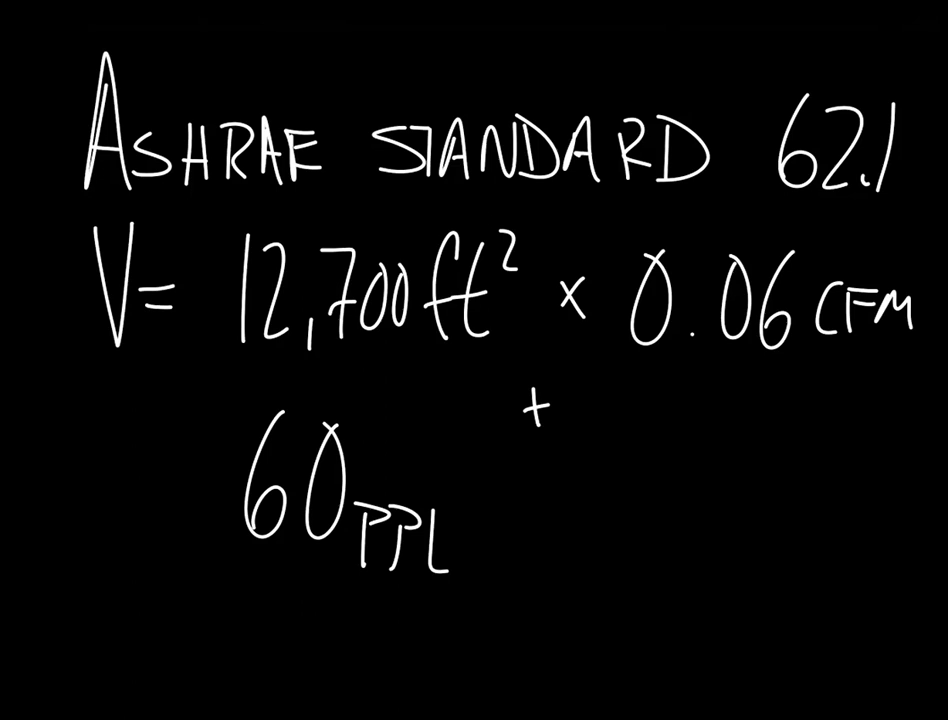 ASHRAE STANDARD 62.1
V= 12,700 ft² × 0.06 CFM
+
60 PPL